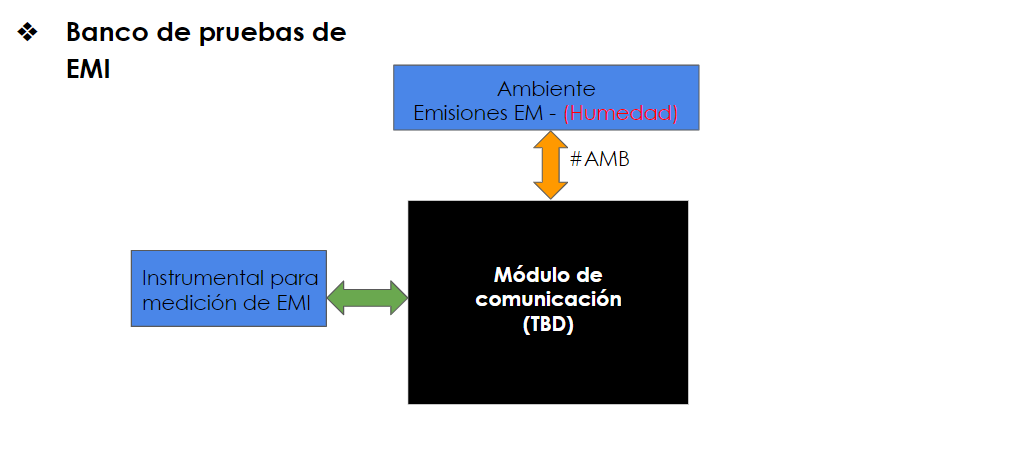 ❖ Banco de pruebas de
EMI
Ambiente
Emisiones EM - (Humedad)
#AMB
Instrumental para
medición de EMI
Módulo de
comunicación
(TBD)